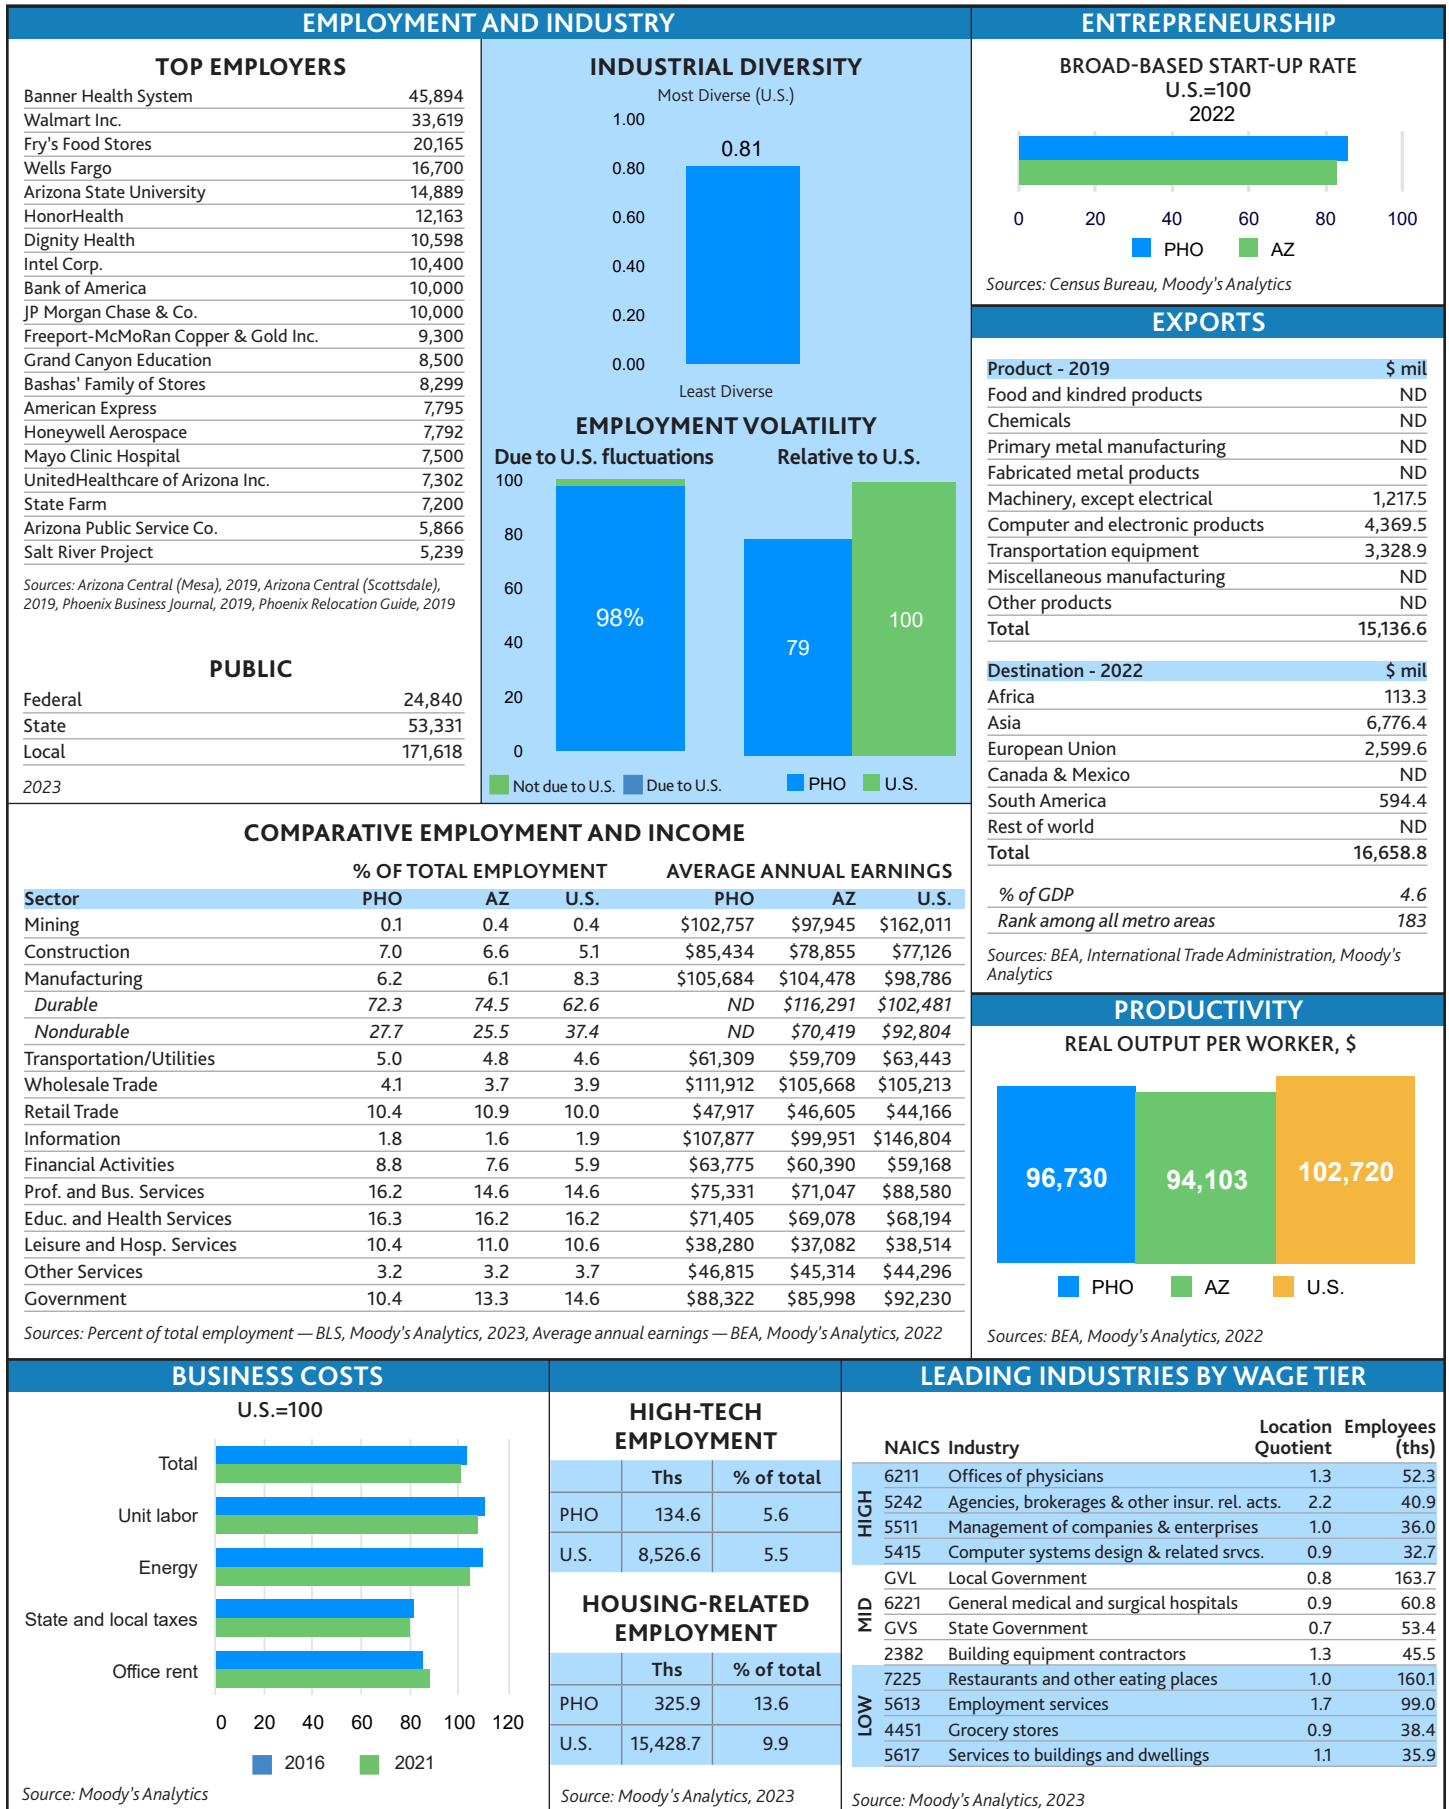 EMPLOYMENT AND INDUSTRY
TOP EMPLOYERS
Banner Health System 45,894
Walmart Inc. 33,619
Fry's Food Stores 20,165
Wells Fargo 16,700
Arizona State University 14,889
HonorHealth 12,163
Dignity Health 10,598
Intel Corp. 10,400
Bank of America 10,000
JP Morgan Chase & Co. 10,000
Freeport-McMoRan Copper & Gold Inc. 9,300
Grand Canyon Education 8,500
Bashas' Family of Stores 8,299
American Express 7,795
Honeywell Aerospace 7,792
Mayo Clinic Hospital 7,500
UnitedHealthcare of Arizona Inc. 7,302
State Farm 7,200
Arizona Public Service Co. 5,866
Salt River Project 5,239
Sources: Arizona Central (Mesa), 2019, Arizona Central (Scottsdale),
2019, Phoenix Business Journal, 2019, Phoenix Relocation Guide, 2019
PUBLIC
Federal 24,840
State 53,331
Local 171,618
2023
INDUSTRIAL DIVERSITY
Most Diverse (U.S.)
1.00
0.81
0.80
0.60
0.40
0.20
0.00
Least Diverse
EMPLOYMENT VOLATILITY
Due to U.S. fluctuations Relative to U.S.
100
80
60
98%
100
40
79
20
0
Not due to U.S. Due to U.S. PHO U.S.
ENTREPRENEURSHIP
BROAD-BASED START-UP RATE
U.S.=100
2022
0 20 40 60 80 100
PHO AZ
Sources: Census Bureau, Moody's Analytics
EXPORTS
Product - 2019 $ mil
Food and kindred products ND
Chemicals ND
Primary metal manufacturing ND
Fabricated metal products ND
Machinery, except electrical 1,217.5
Computer and electronic products 4,369.5
Transportation equipment 3,328.9
Miscellaneous manufacturing ND
Other products ND
Total 15,136.6
Destination - 2022 $ mil
Africa 113.3
Asia 6,776.4
European Union 2,599.6
Canada & Mexico ND
South America 594.4
Rest of world ND
Total 16,658.8
% of GDP 4.6
Rank among all metro areas 183
Sources: BEA, International Trade Administration, Moody's
Analytics
COMPARATIVE EMPLOYMENT AND INCOME
% OF TOTAL EMPLOYMENT AVERAGE ANNUAL EARNINGS
Sector PHO AZ U.S. PHO AZ U.S.
Mining 0.1 0.4 0.4 $102,757 $97,945 $162,011
Construction 7.0 6.6 5.1 $85,434 $78,855 $77,126
Manufacturing 6.2 6.1 8.3 $105,684 $104,478 $98,786
Durable 72.3 74.5 62.6 ND $116,291 $102,481
Nondurable 27.7 25.5 37.4 ND $70,419 $92,804
Transportation/Utilities 5.0 4.8 4.6 $61,309 $59,709 $63,443
Wholesale Trade 4.1 3.7 3.9 $111,912 $105,668 $105,213
Retail Trade 10.4 10.9 10.0 $47,917 $46,605 $44,166
Information 1.8 1.6 1.9 $107,877 $99,951 $146,804
Financial Activities 8.8 7.6 5.9 $63,775 $60,390 $59,168
Prof. and Bus. Services 16.2 14.6 14.6 $75,331 $71,047 $88,580
Educ. and Health Services 16.3 16.2 16.2 $71,405 $69,078 $68,194
Leisure and Hosp. Services 10.4 11.0 10.6 $38,280 $37,082 $38,514
Other Services 3.2 3.2 3.7 $46,815 $45,314 $44,296
Government 10.4 13.3 14.6 $88,322 $85,998 $92,230
Sources: Percent of total employment — BLS, Moody's Analytics, 2023, Average annual earnings — BEA, Moody's Analytics, 2022
PRODUCTIVITY
REAL OUTPUT PER WORKER, $
96,730 94,103 102,720
PHO AZ U.S.
Sources: BEA, Moody's Analytics, 2022
BUSINESS COSTS
U.S.=100
Total
Unit labor
Energy
State and local taxes
Office rent
0 20 40 60 80 100 120
2016 2021
Source: Moody's Analytics
HIGH-TECH
EMPLOYMENT
Ths % of total
PHO 134.6 5.6
U.S. 8,526.6 5.5
HOUSING-RELATED
EMPLOYMENT
Ths % of total
PHO 325.9 13.6
U.S. 15,428.7 9.9
Source: Moody's Analytics, 2023
LEADING INDUSTRIES BY WAGE TIER
Location Employees
NAICS Industry Quotient (ths)
HIGH
6211 Offices of physicians 1.3 52.3
5242 Agencies, brokerages & other insur. rel. acts. 2.2 40.9
5511 Management of companies & enterprises 1.0 36.0
5415 Computer systems design & related srvcs. 0.9 32.7
MID
GVL Local Government 0.8 163.7
6221 General medical and surgical hospitals 0.9 60.8
GVS State Government 0.7 53.4
2382 Building equipment contractors 1.3 45.5
LOW
7225 Restaurants and other eating places 1.0 160.1
5613 Employment services 1.7 99.0
4451 Grocery stores 0.9 38.4
5617 Services to buildings and dwellings 1.1 35.9
Source: Moody's Analytics, 2023